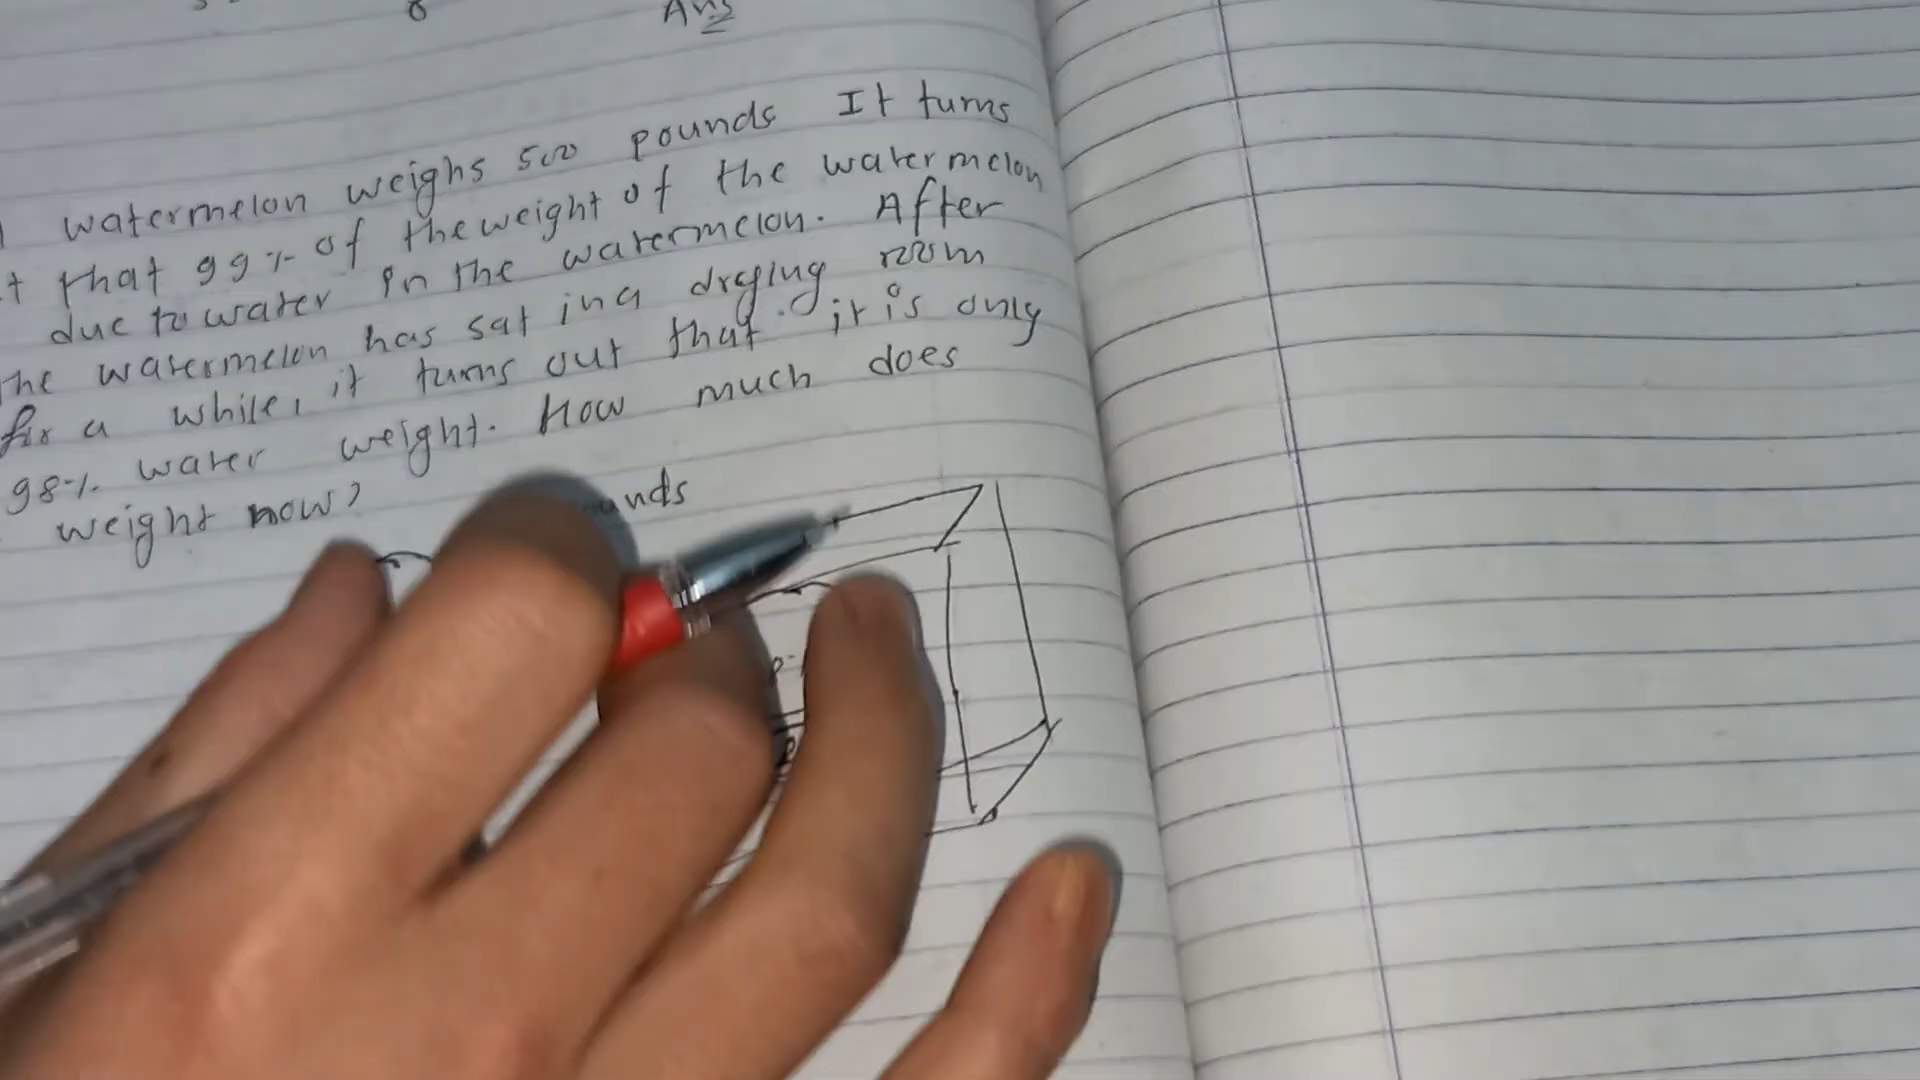 Ans
watermelon weighs 500 pounds It turns
t that 99% of the weight of the watermelon
due to water in the watermelon. After
The watermelon has sat in a drying room
for a while, it turns out that it is only
98% water weight. How much does
weight now?